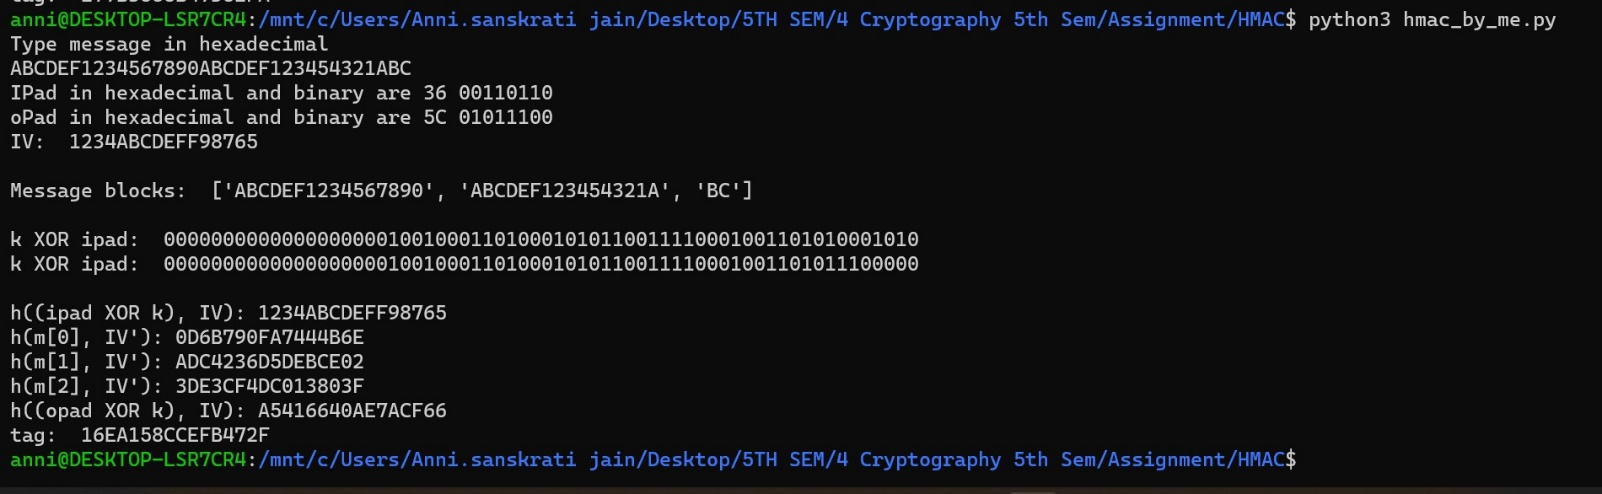 tag:
anni@DESKTOP-LSR7CR4:/mnt/c/Users/Anni.sanskrati jain/Desktop/5TH SEM/4 Cryptography 5th Sem/Assignment/HMAC$ python3 hmac_by_me.py
Type message in hexadecimal
ABCDEF1234567890ABCDEF123454321ABC
IPad in hexadecimal and binary are 36 00110110
oPad in hexadecimal and binary are 5C 01011100
IV:  1234ABCDEFF98765
Message blocks:  ['ABCDEF1234567890', 'ABCDEF123454321A', 'BC']
k XOR ipad:  0000000000000000000100100011010001010110011110001001101010001010
k XOR ipad:  0000000000000000000100100011010001010110011110001001101011100000
h((ipad XOR k), IV): 1234ABCDEFF98765
h(m[0], IV'): 0D6B790FA7444B6E
h(m[1], IV'): ADC4236D5DEBCE02
h(m[2], IV'): 3DE3CF4DC013803F
h((opad XOR k), IV): A5416640AE7ACF66
tag:  16EA158CCEFB472F
anni@DESKTOP-LSR7CR4:/mnt/c/Users/Anni.sanskrati jain/Desktop/5TH SEM/4 Cryptography 5th Sem/Assignment/HMAC$